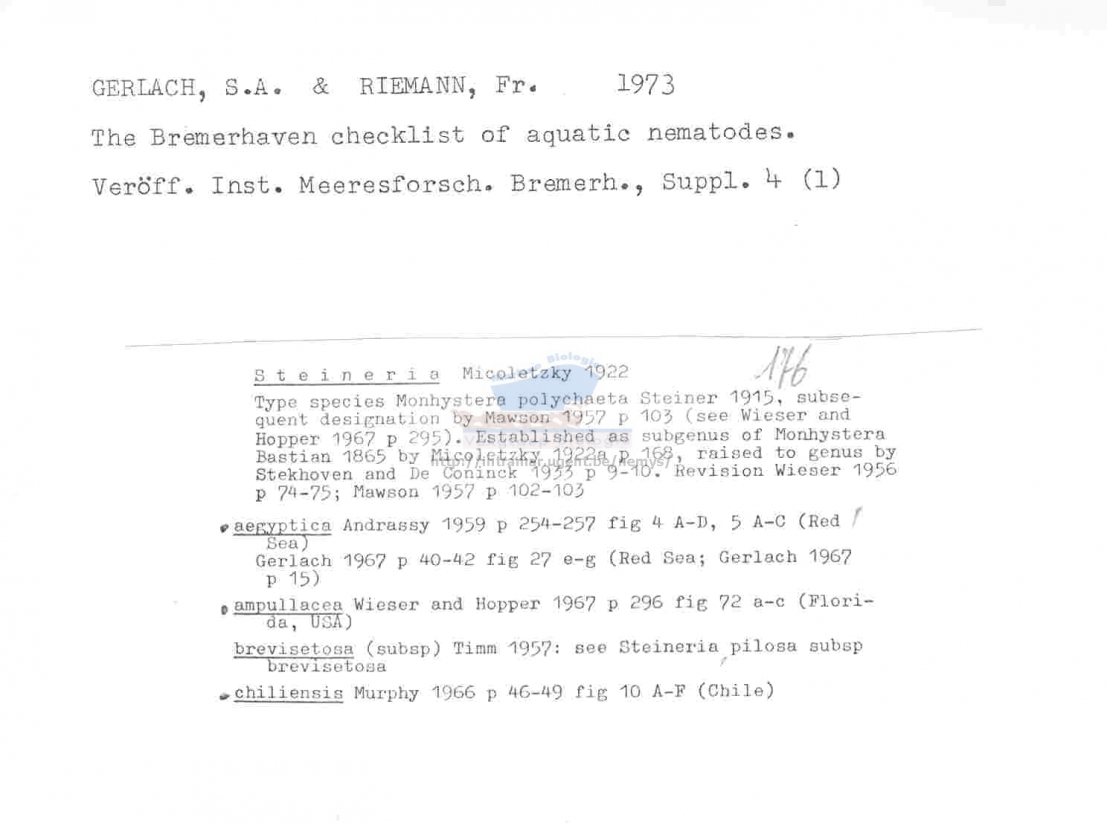 GERLACH, S.A. & RIEMANN, Fr. 1973
The Bremerhaven checklist of aquatic nematodes.
Veröff. Inst. Meeresforsch. Bremerh., Suppl. 4 (1)
176
Steineria Micoletzky 1922
Type species Monhystera polychaeta Steiner 1915, subse-
quent designation by Mawson 1957 p 103 (see Wieser and
Hopper 1967 p 295). Established as subgenus of Monhystera
Bastian 1865 by Micoletzky 1922a p 168, raised to genus by
Stekhoven and De Coninck 1933 p 9-10. Revision Wieser 1956
p 74-75; Mawson 1957 p 102-103
aegyptica Andrassy 1959 p 254-257 fig 4 A-D, 5 A-C (Red
Sea)
Gerlach 1967 p 40-42 fig 27 e-g (Red Sea; Gerlach 1967
p 15)
ampullacea Wieser and Hopper 1967 p 296 fig 72 a-c (Flori-
da, USA)
brevisetosa (subsp) Timm 1957: see Steineria pilosa subsp
brevisetosa
chiliensis Murphy 1966 p 46-49 fig 10 A-F (Chile)